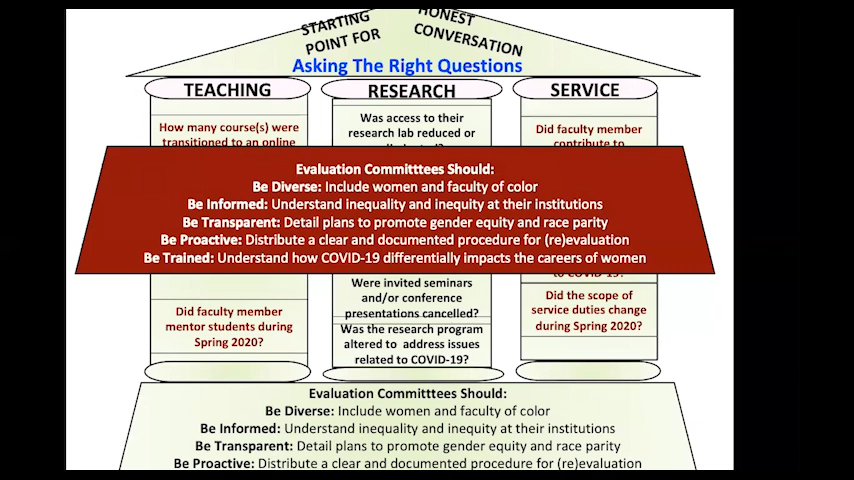 STARTING
POINT FOR
HONEST
CONVERSATION
Asking The Right Questions
TEACHING
RESEARCH
SERVICE
How many course(s) were
transitioned to an online
Was access to their
research lab reduced or
Did faculty member
contribute to
Evaluation Committtees Should:
Be Diverse: Include women and faculty of color
Be Informed: Understand inequality and inequity at their institutions
Be Transparent: Detail plans to promote gender equity and race parity
Be Proactive: Distribute a clear and documented procedure for (re)evaluation
Be Trained: Understand how COVID-19 differentially impacts the careers of women
to COVID-19?
Did faculty member
mentor students during
Spring 2020?
Were invited seminars
and/or conference
presentations cancelled?
Was the research program
altered to address issues
related to COVID-19?
Did the scope of
service duties change
during Spring 2020?
Evaluation Committtees Should:
Be Diverse: Include women and faculty of color
Be Informed: Understand inequality and inequity at their institutions
Be Transparent: Detail plans to promote gender equity and race parity
Be Proactive: Distribute a clear and documented procedure for (re)evaluation